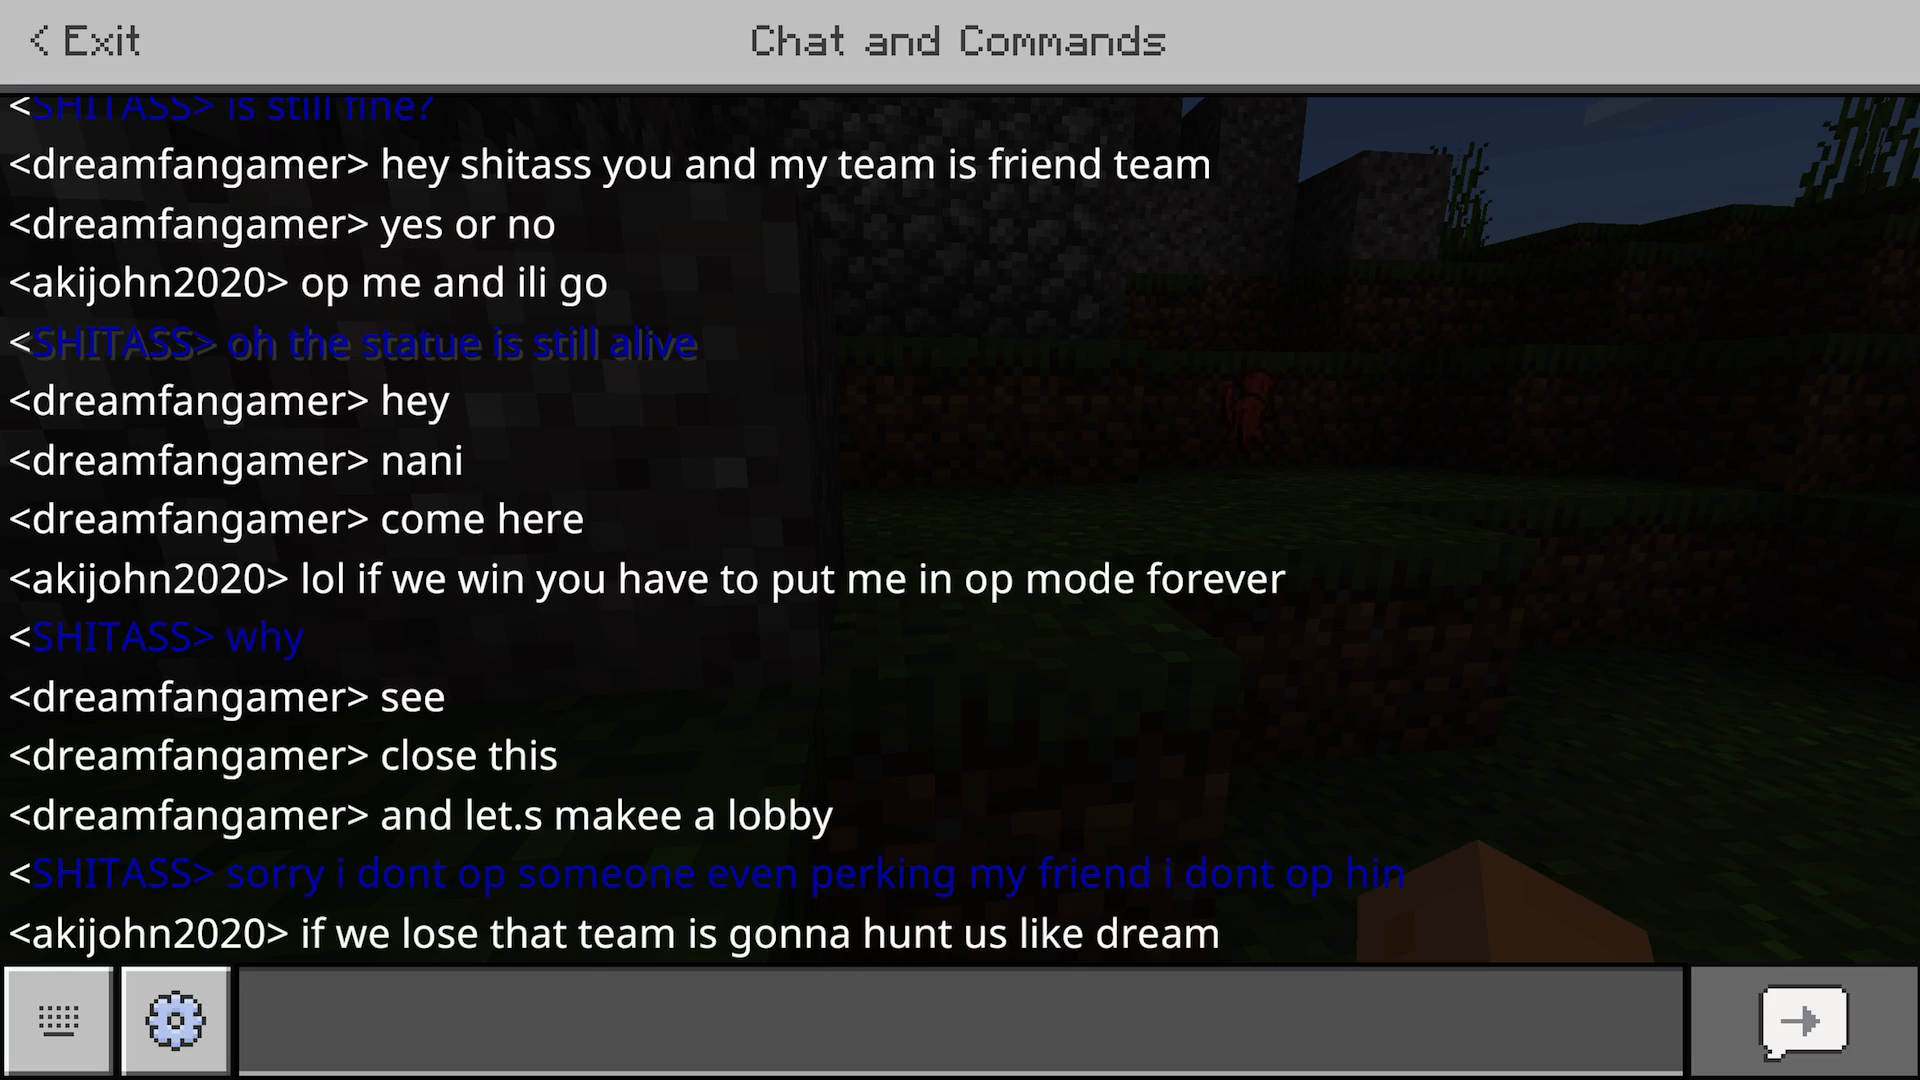 Exit
Chat and Commands
<SHITASS> is still fine?
<dreamfangamer> hey shitass you and my team is friend team
<dreamfangamer> yes or no
<akijohn2020> op me and ili go
<SHITASS> oh the statue is still alive
<dreamfangamer> hey
<dreamfangamer> nani
<dreamfangamer> come here
<akijohn2020> lol if we win you have to put me in op mode forever
<SHITASS> why
<dreamfangamer> see
<dreamfangamer> close this
<dreamfangamer> and let.s makee a lobby
<SHITASS> sorry i dont op someone even perking my friend i dont op hin
<akijohn2020> if we lose that team is gonna hunt us like dream